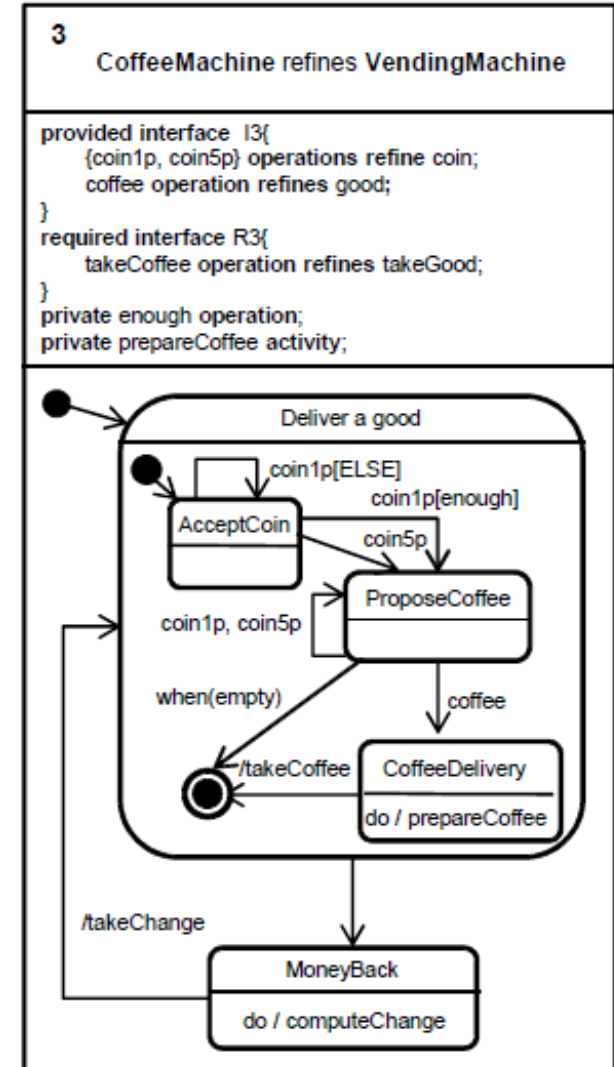 3
CoffeeMachine refines VendingMachine
provided interface I3{
{coin1p, coin5p} operations refine coin;
coffee operation refines good;
}
required interface R3{
takeCoffee operation refines takeGood;
}
private enough operation;
private prepareCoffee activity;
Deliver a good
coin1p[ELSE]
coin1p[enough]
AcceptCoin
coin5p
ProposeCoffee
coin1p, coin5p
when(empty)
coffee
/takeCoffee
CoffeeDelivery
do / prepareCoffee
/takeChange
MoneyBack
do / computeChange